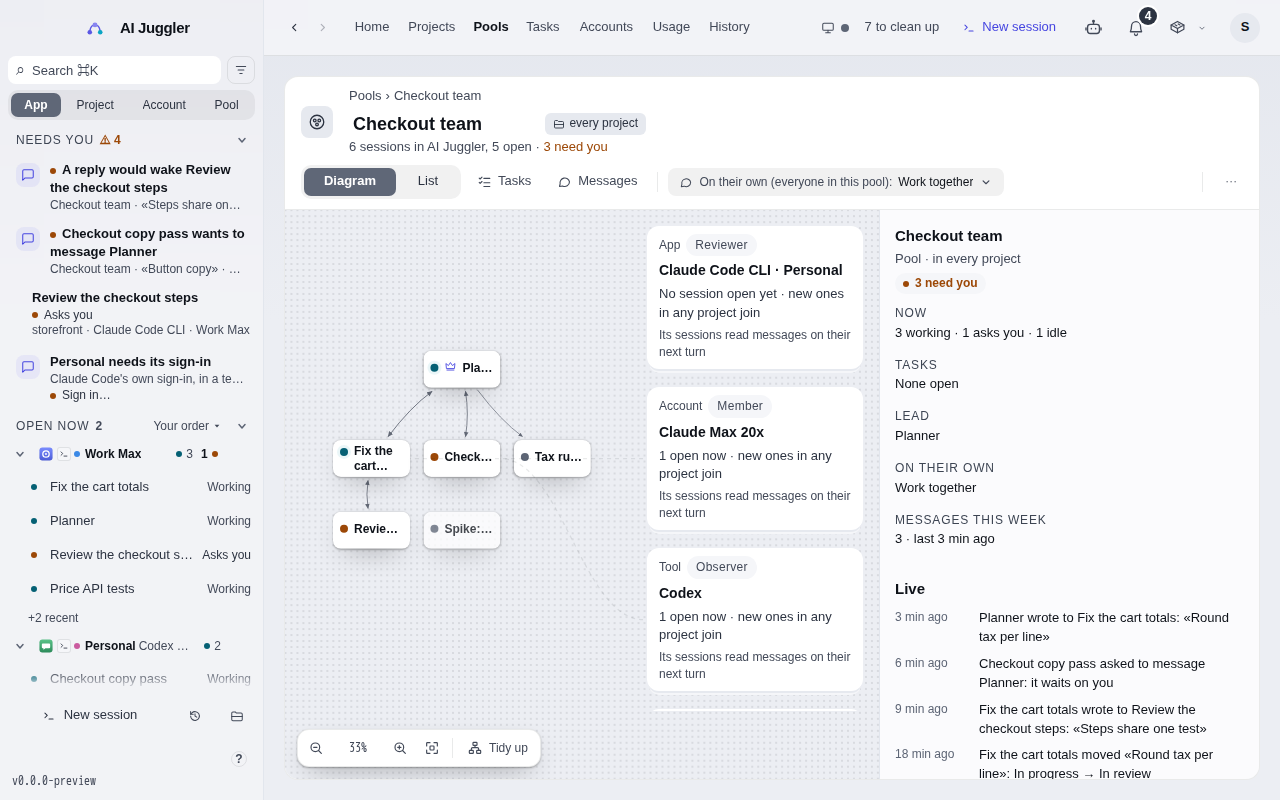 AI Juggler
Search ⌘K
App
Project
Account
Pool
NEEDS YOU
4
A reply would wake Review the checkout steps
Checkout team · «Steps share on…
Checkout copy pass wants to message Planner
Checkout team · «Button copy» · …
Review the checkout steps
Asks you
storefront · Claude Code CLI · Work Max
Personal needs its sign-in
Claude Code's own sign-in, in a te…
Sign in…
OPEN NOW 2
Your order
Work Max
3
1
Fix the cart totals
Working
Planner
Working
Review the checkout s…
Asks you
Price API tests
Working
+2 recent
Personal Codex …
2
Checkout copy pass
Working
New session
?
v0.0.0-preview
Home
Projects
Pools
Tasks
Accounts
Usage
History
7 to clean up
New session
4
S
Pools › Checkout team
Checkout team
every project
6 sessions in AI Juggler, 5 open · 3 need you
Diagram
List
Tasks
Messages
On their own (everyone in this pool): Work together
…
Pla…
Fix the cart…
Check…
Tax ru…
Revie…
Spike:…
App
Reviewer
Claude Code CLI · Personal
No session open yet · new ones in any project join
Its sessions read messages on their next turn
Account
Member
Claude Max 20x
1 open now · new ones in any project join
Its sessions read messages on their next turn
Tool
Observer
Codex
1 open now · new ones in any project join
Its sessions read messages on their next turn
33%
Tidy up
Checkout team
Pool · in every project
3 need you
NOW
3 working · 1 asks you · 1 idle
TASKS
None open
LEAD
Planner
ON THEIR OWN
Work together
MESSAGES THIS WEEK
3 · last 3 min ago
Live
3 min ago
Planner wrote to Fix the cart totals: «Round tax per line»
6 min ago
Checkout copy pass asked to message Planner: it waits on you
9 min ago
Fix the cart totals wrote to Review the checkout steps: «Steps share one test»
18 min ago
Fix the cart totals moved «Round tax per line»: In progress → In review